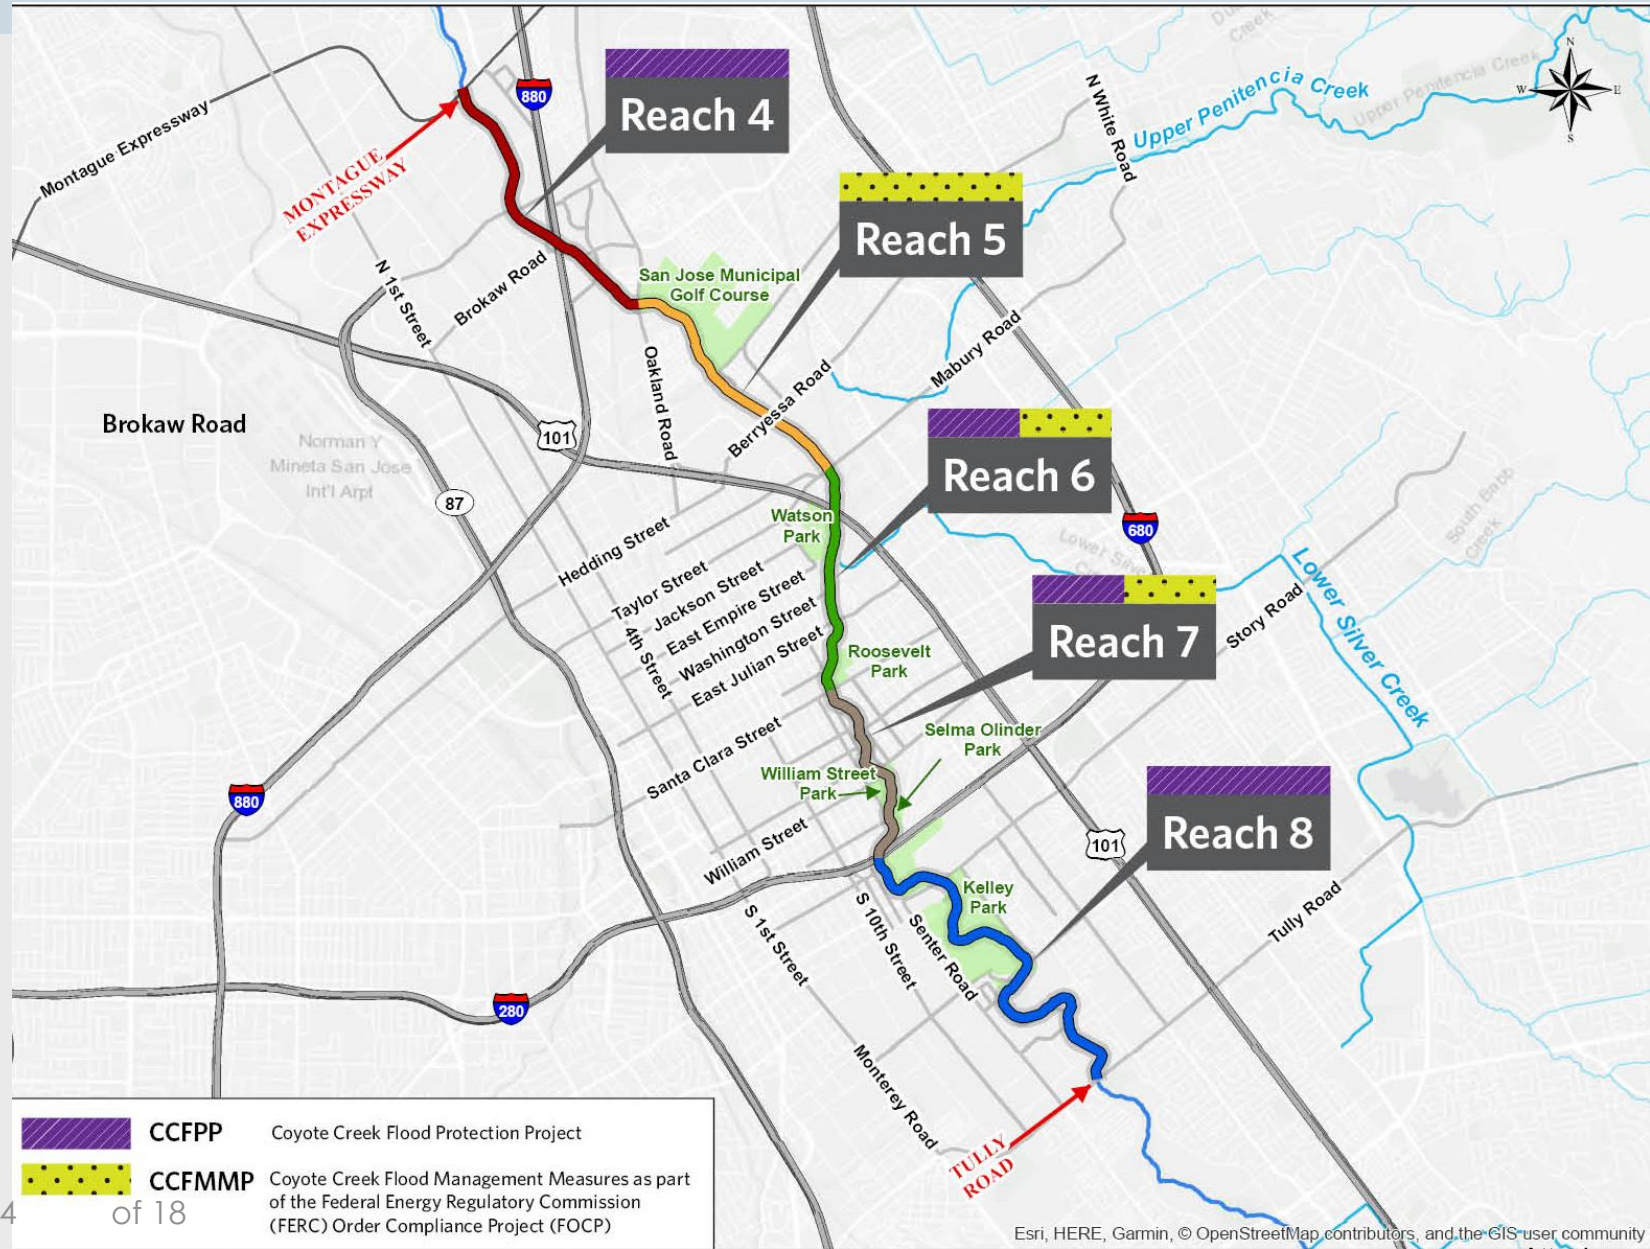 Upper Penitencia Creek
Upper Penitencia Creek
Creek
N
W
E
S
880
Reach 4
N White Road
Montague Expressway
MONTAGUE
EXPRESSWAY
Reach 5
N 1st Street
Brokaw Road
San Jose Municipal
Golf Course
Oakland Road
Berryessa Road
Mabury Road
Brokaw Road
Norman Y
Mineta San Jose
Int'l Arpt
101
87
Reach 6
680
South Babb
Creek
Watson
Park
Hedding Street
Taylor Street
Jackson Street
East Empire Street
Washington Street
East Julian Street
4th Street
Lower Silver Creek
Reach 7
Story Road
Roosevelt
Park
Selma Olinder
Park
Santa Clara Street
William Street
Park
880
Reach 8
101
William Street
Kelley
Park
S 1st Street
S 10th Street
Senter Road
Tully Road
280
Monterey Road
TULLY
ROAD
CCFPP Coyote Creek Flood Protection Project
CCFMMP Coyote Creek Flood Management Measures as part
of the Federal Energy Regulatory Commission
(FERC) Order Compliance Project (FOCP)
4 of 18
Esri, HERE, Garmin, © OpenStreetMap contributors, and the GIS user community